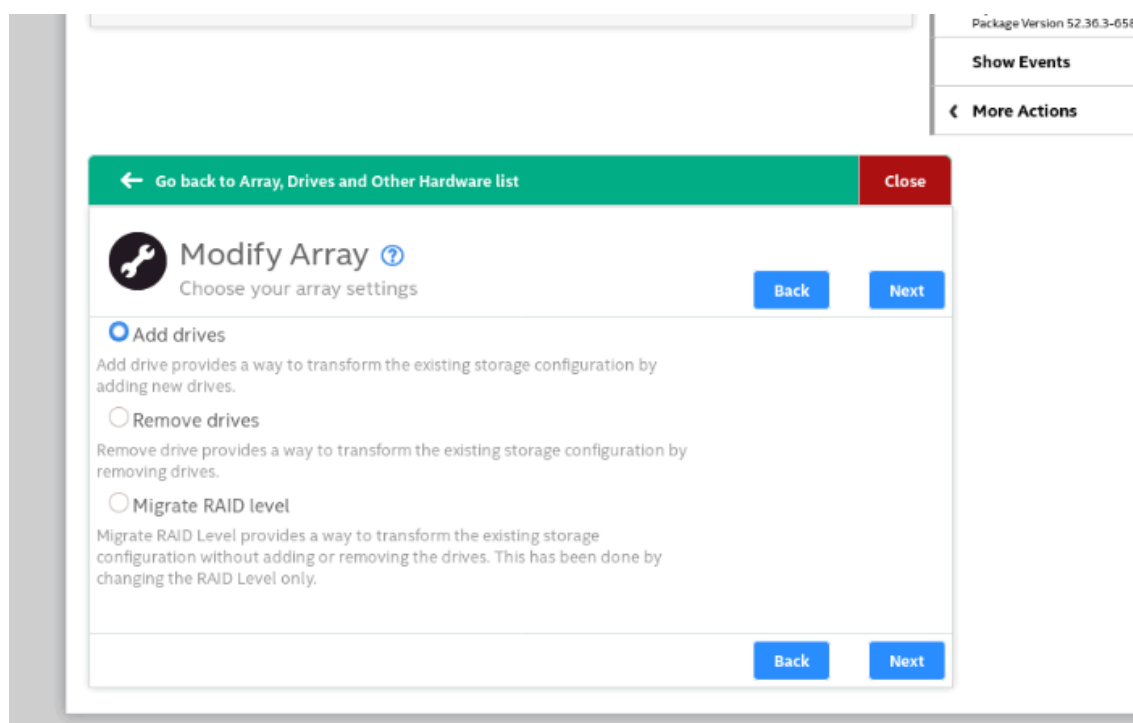 Package Version 52.36.3-658
Show Events
More Actions
Go back to Array, Drives and Other Hardware list
Close
Modify Array ?
Choose your array settings
Back
Next
Add drives
Add drive provides a way to transform the existing storage configuration by
adding new drives.
Remove drives
Remove drive provides a way to transform the existing storage configuration by
removing drives.
Migrate RAID level
Migrate RAID Level provides a way to transform the existing storage
configuration without adding or removing the drives. This has been done by
changing the RAID Level only.
Back
Next